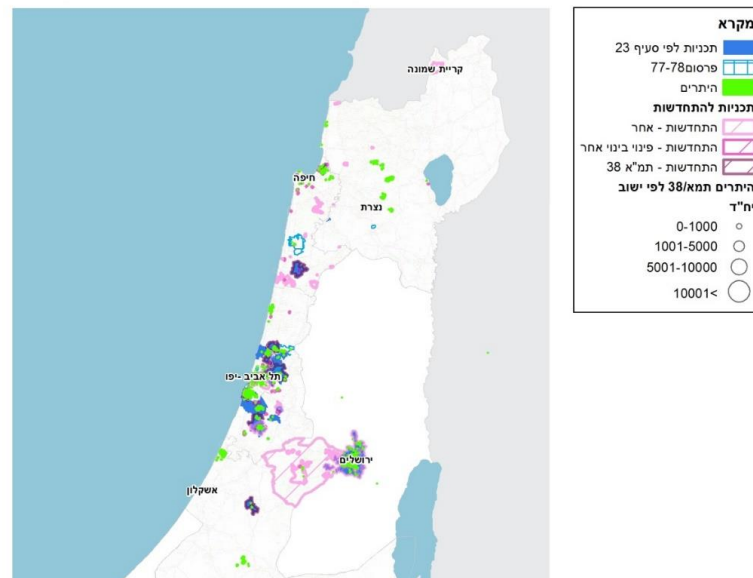 קריית שמונה
חיפה
נצרת
תל אביב -יפו
ירושלים
אשקלון
מקרא
תכניות לפי סעיף 23
פרסום77-78
היתרים
תכניות להתחדשות
התחדשות - אחר
התחדשות - פינוי בינוי אחר
התחדשות - תמ"א 38
היתרים תמא/38 לפי ישוב
יח"ד
0-1000
1001-5000
5001-10000
10001>